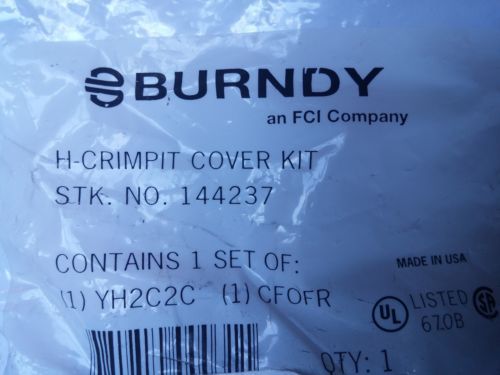 BURNDY
an FCI Company
H-CRIMPIT COVER KIT
STK. NO. 144237
CONTAINS 1 SET OF:
MADE IN USA
(1) YH2C2C (1) CFOFR
UL LISTED
670B
QTY: 1